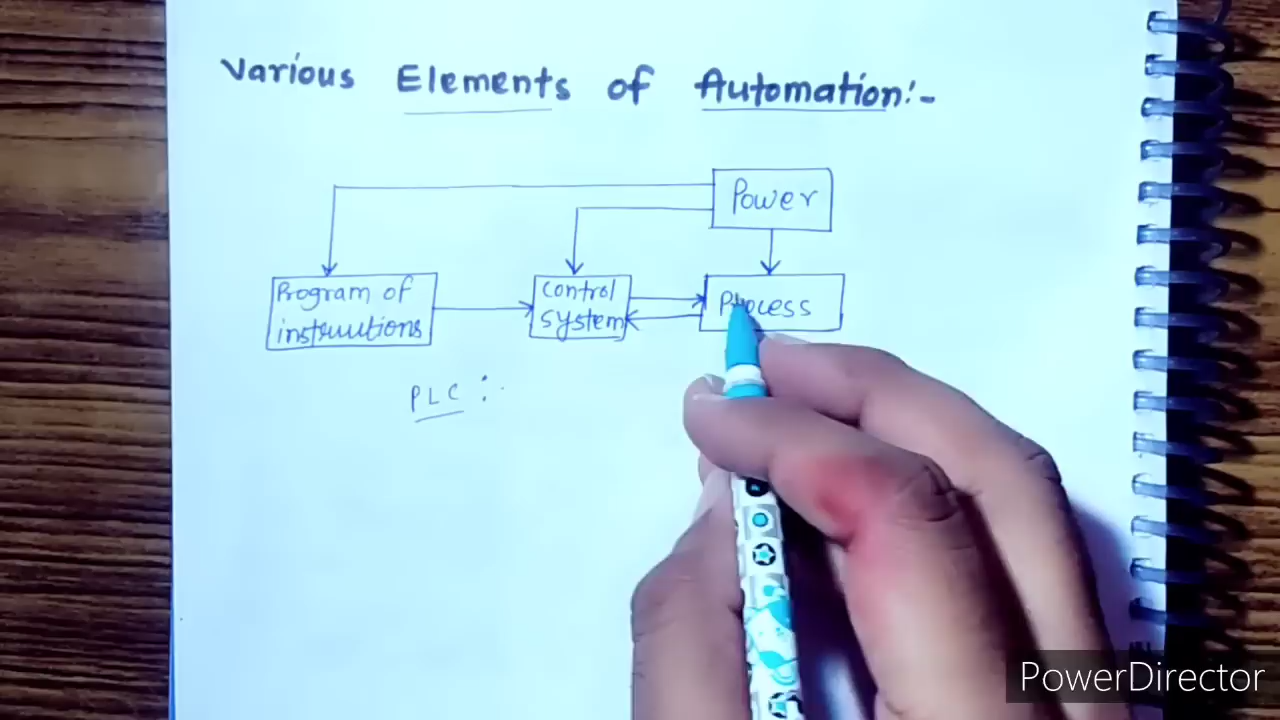 Various Elements of Automation:-
Power
Program of
instructions
Control
system
Process
PLC :-
PowerDirector